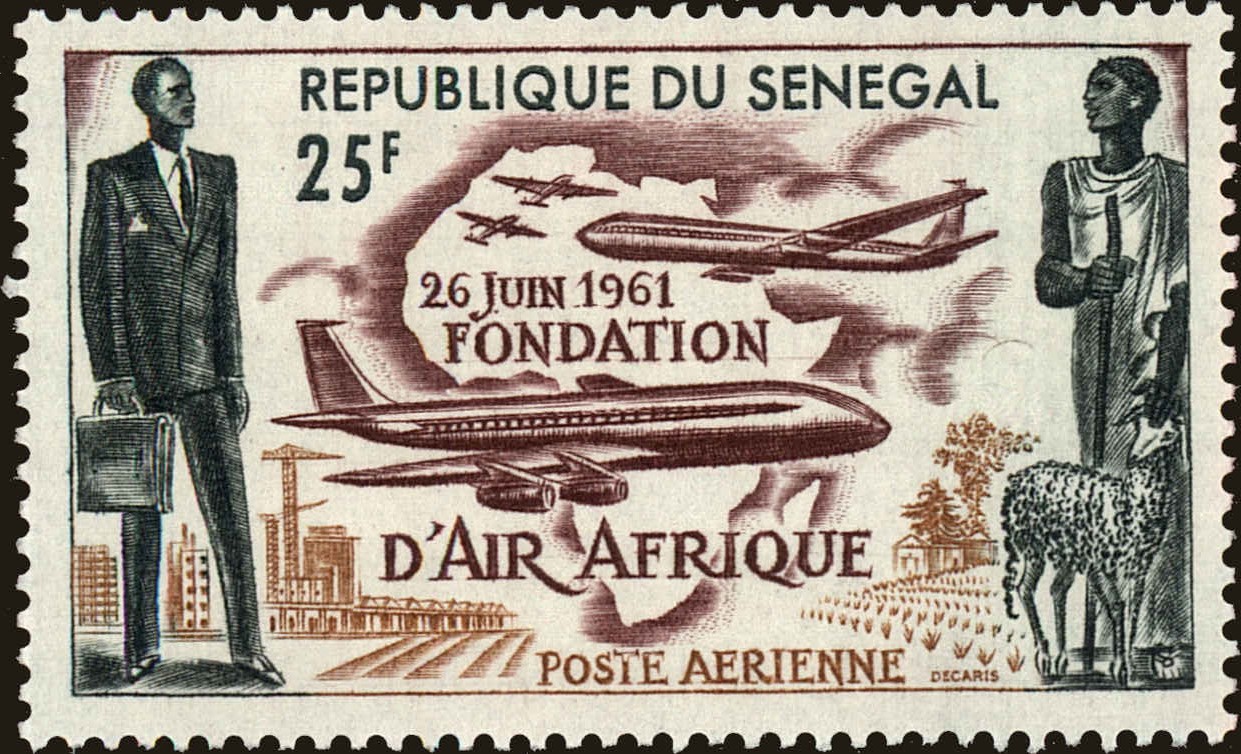 REPUBLIQUE DU SENEGAL
25F
26 JUIN 1961
FONDATION
D'AIR AFRIQUE
POSTE AERIENNE
DECARIS